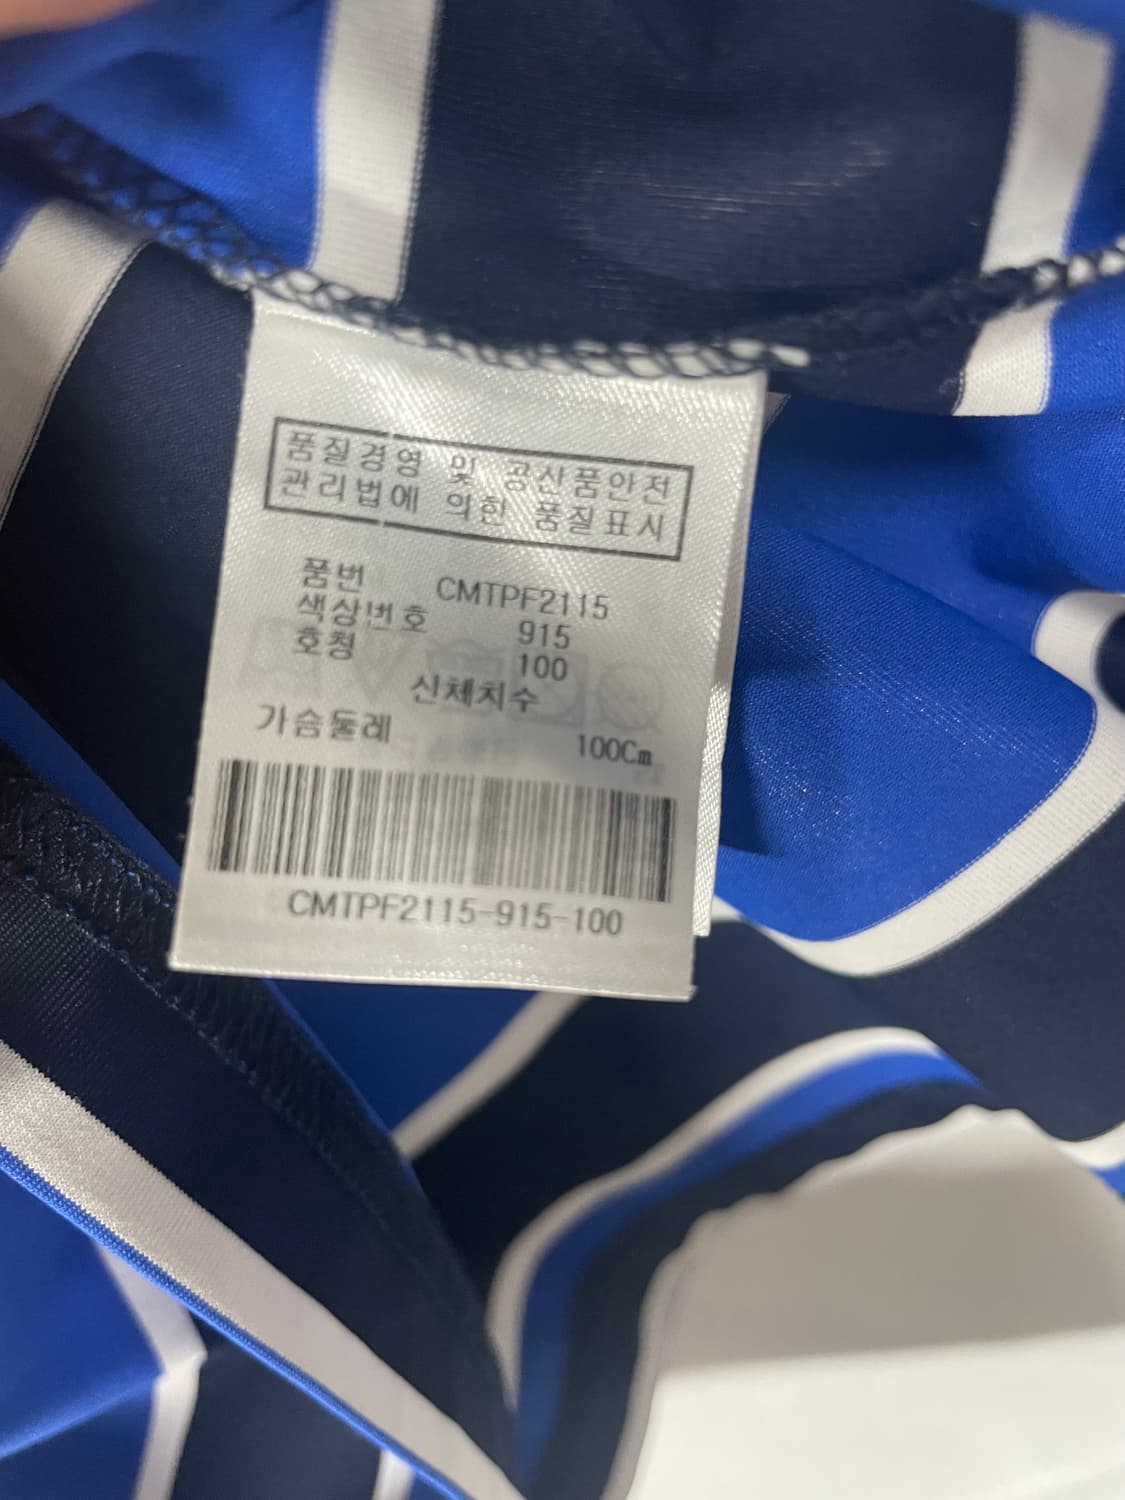 품질경영 및 공산품안전
관리법에 의한 품질표시
품번 CMTPF2115
색상번호 915
호칭 100
신체치수
가슴둘레 100Cm
CMTPF2115-915-100